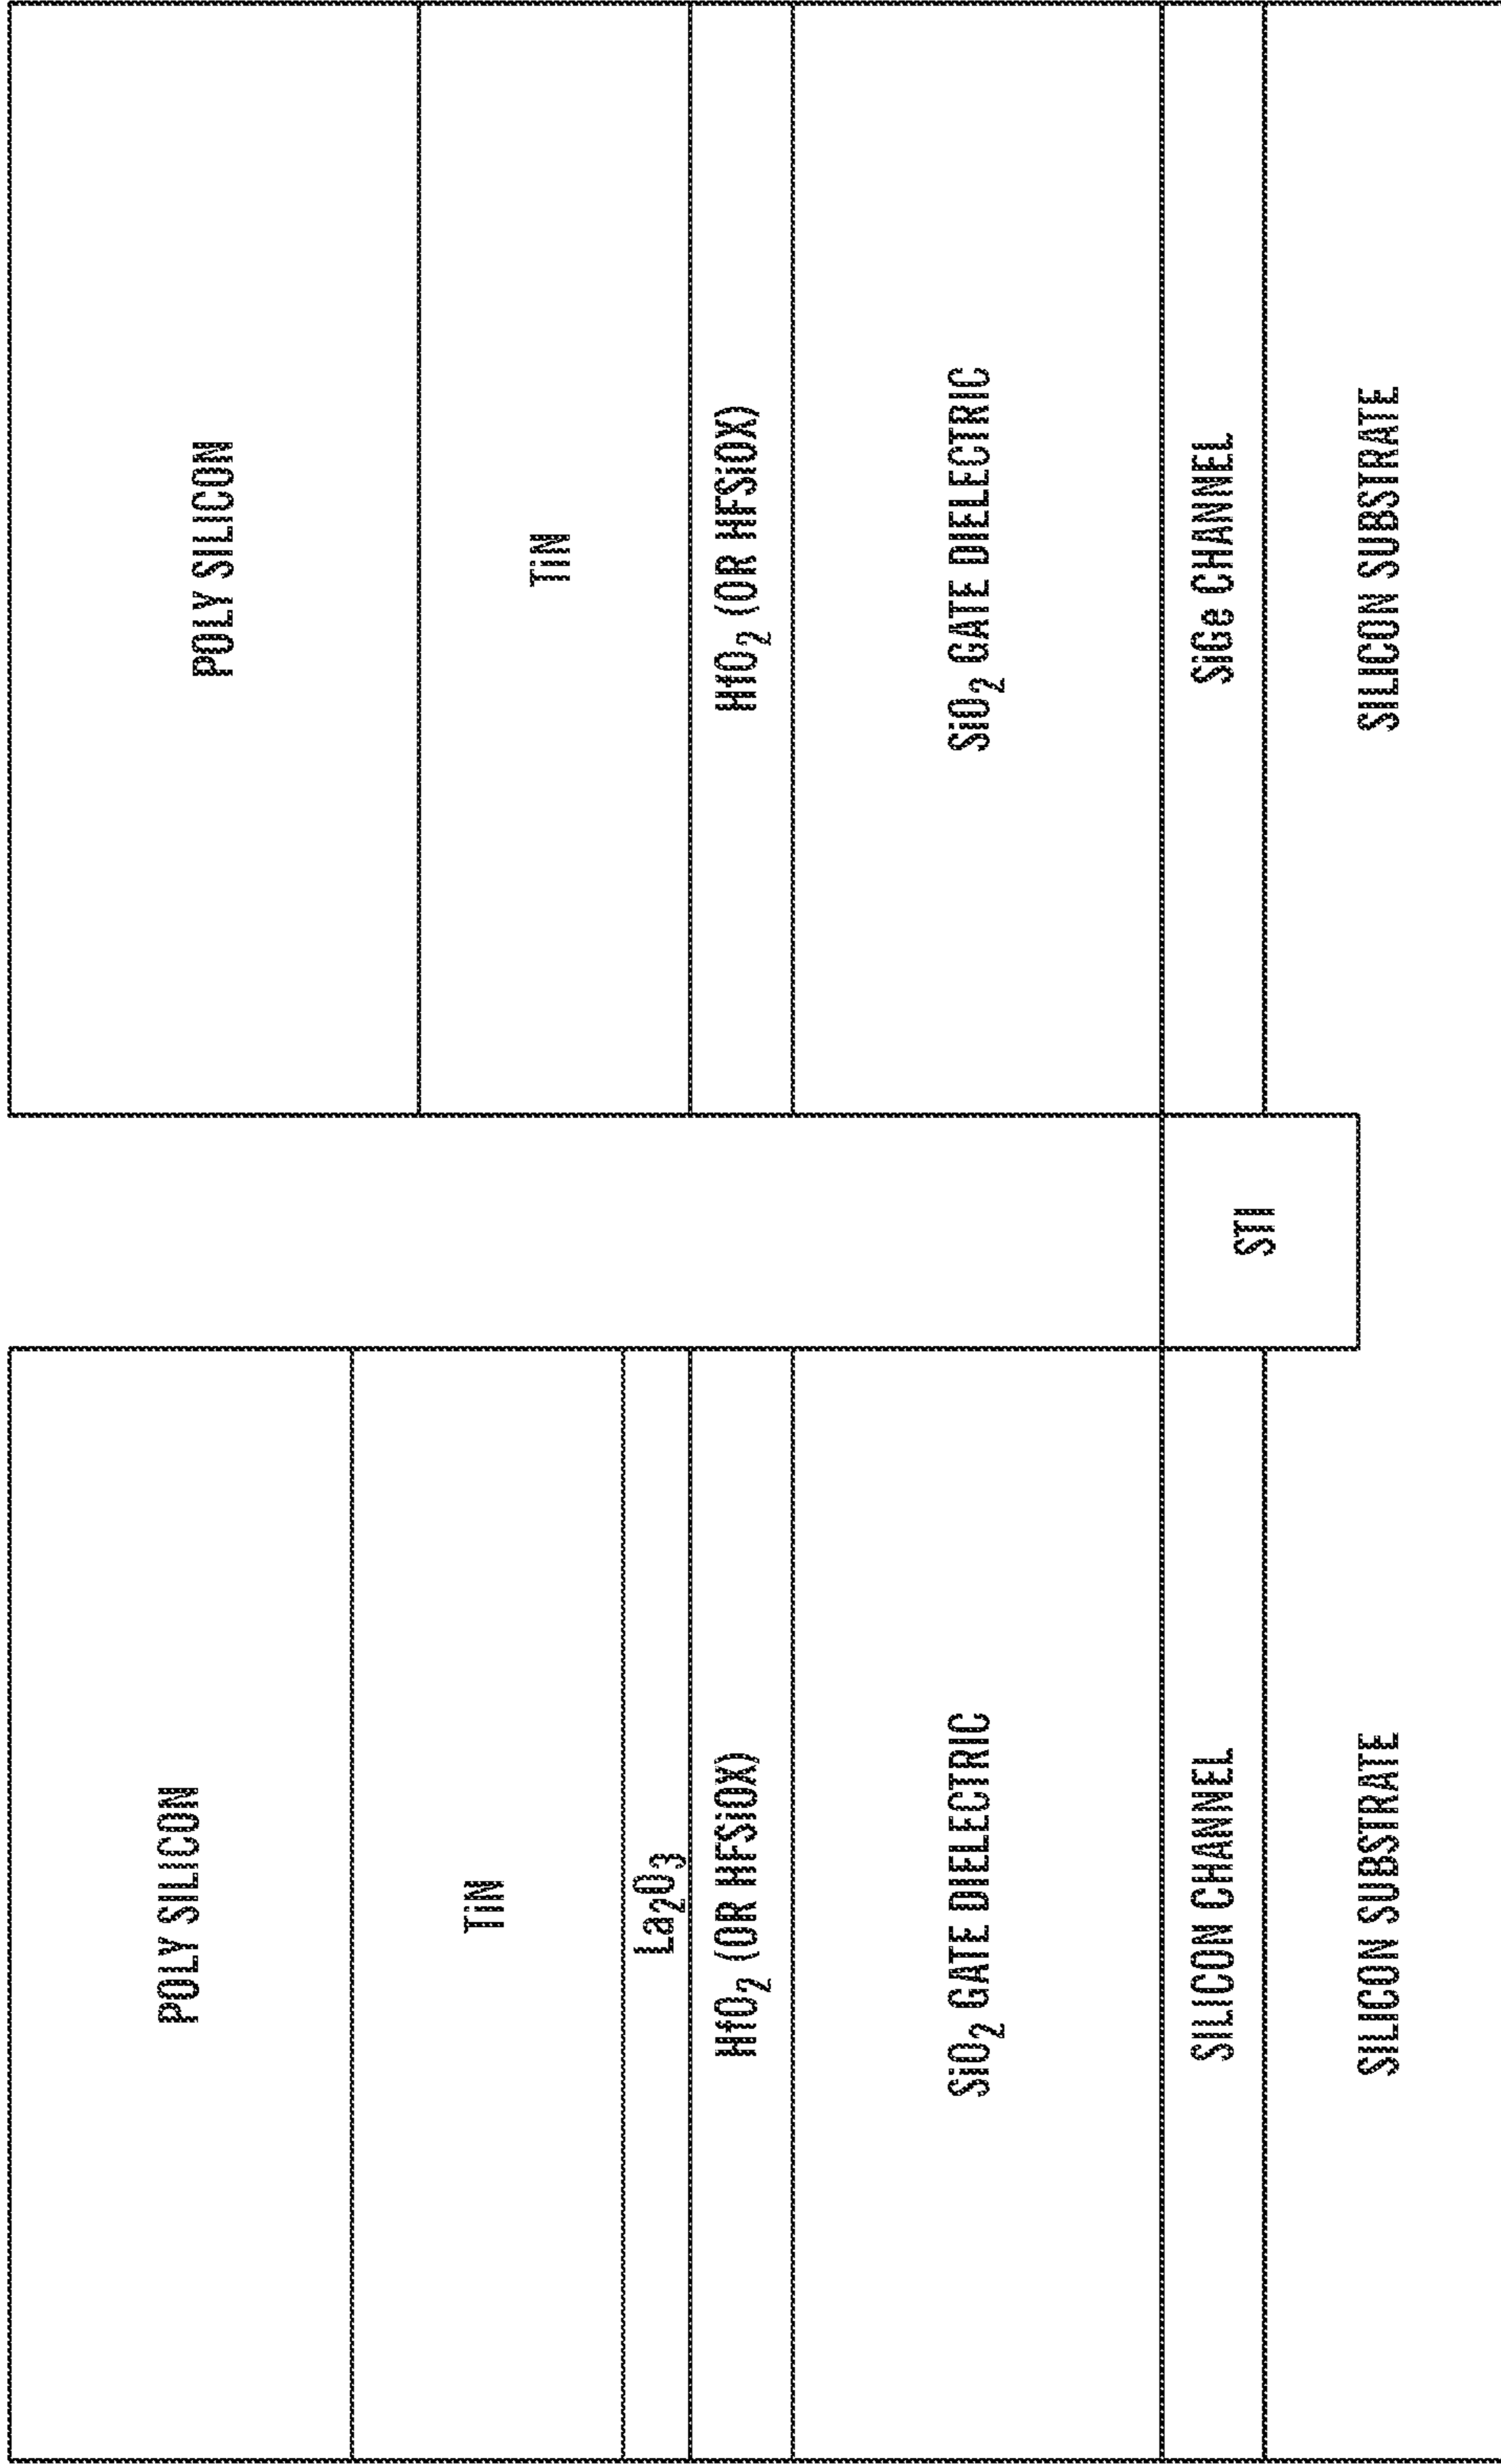 POLY SILICON
TiN
La₂O₃
HfO₂ (OR HFSiOX)
SiO₂ GATE DIELECTRIC
SILICON CHANNEL
SILICON SUBSTRATE
STI
POLY SILICON
TiN
HfO₂ (OR HFSiOX)
SiO₂ GATE DIELECTRIC
SiGe CHANNEL
SILICON SUBSTRATE